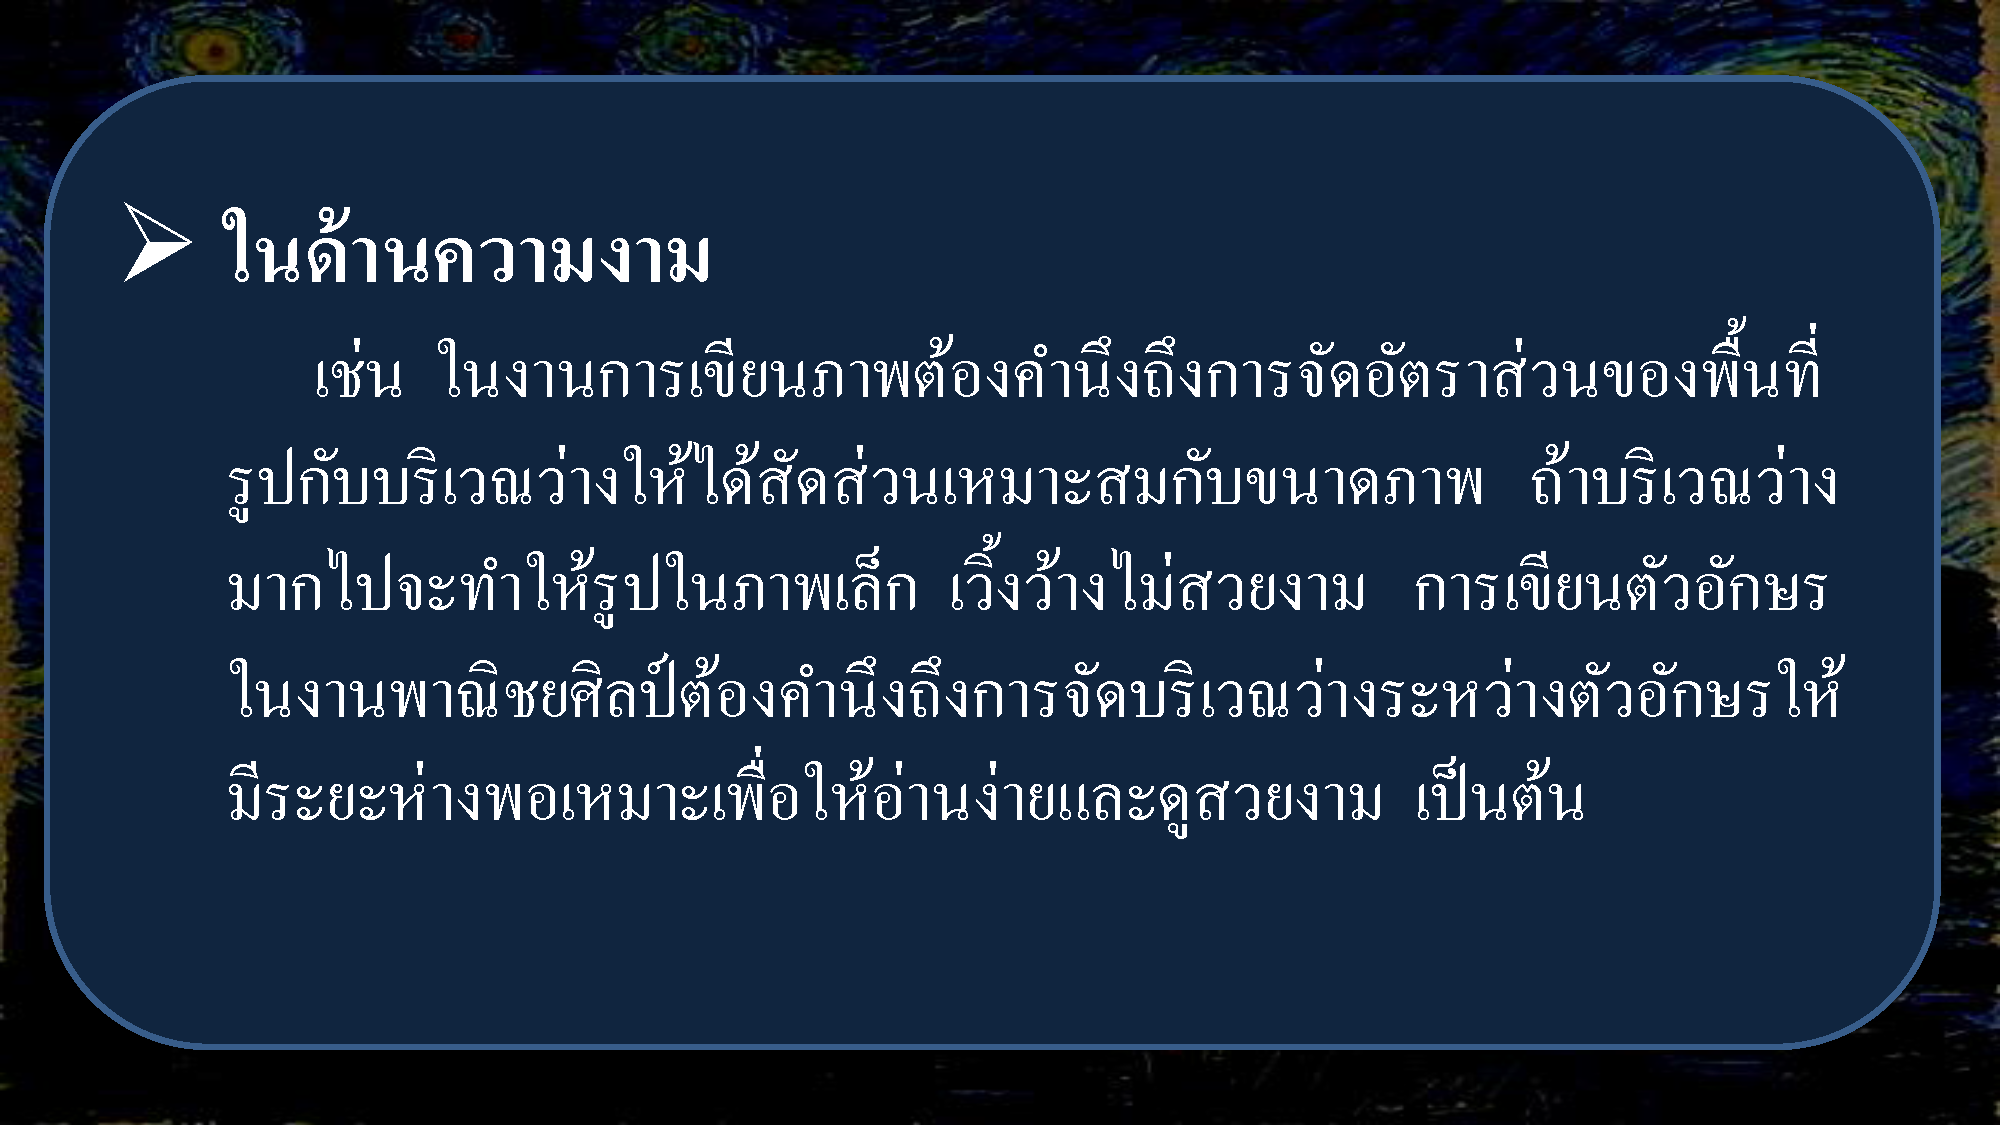 ➢ ในด้านความงาม
เช่น ในงานการเขียนภาพต้องคำนึงถึงการจัดอัตราส่วนของพื้นที่
รูปกับบริเวณว่างให้ได้สัดส่วนเหมาะสมกับขนาดภาพ ถ้าบริเวณว่าง
มากไปจะทำให้รูปในภาพเล็ก เวิ้งว้างไม่สวยงาม การเขียนตัวอักษร
ในงานพาณิชยศิลป์ต้องคำนึงถึงการจัดบริเวณว่างระหว่างตัวอักษรให้
มีระยะห่างพอเหมาะเพื่อให้อ่านง่ายและดูสวยงาม เป็นต้น